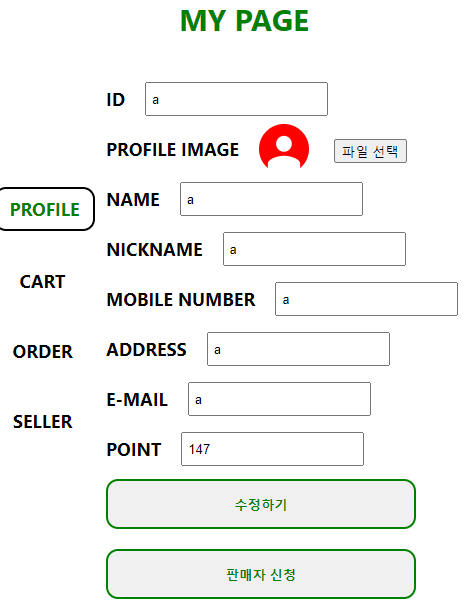 MY PAGE
ID a
PROFILE IMAGE 파일 선택
NAME a
PROFILE
NICKNAME a
CART
MOBILE NUMBER a
ORDER
ADDRESS a
E-MAIL a
SELLER
POINT 147
수정하기
판매자 신청